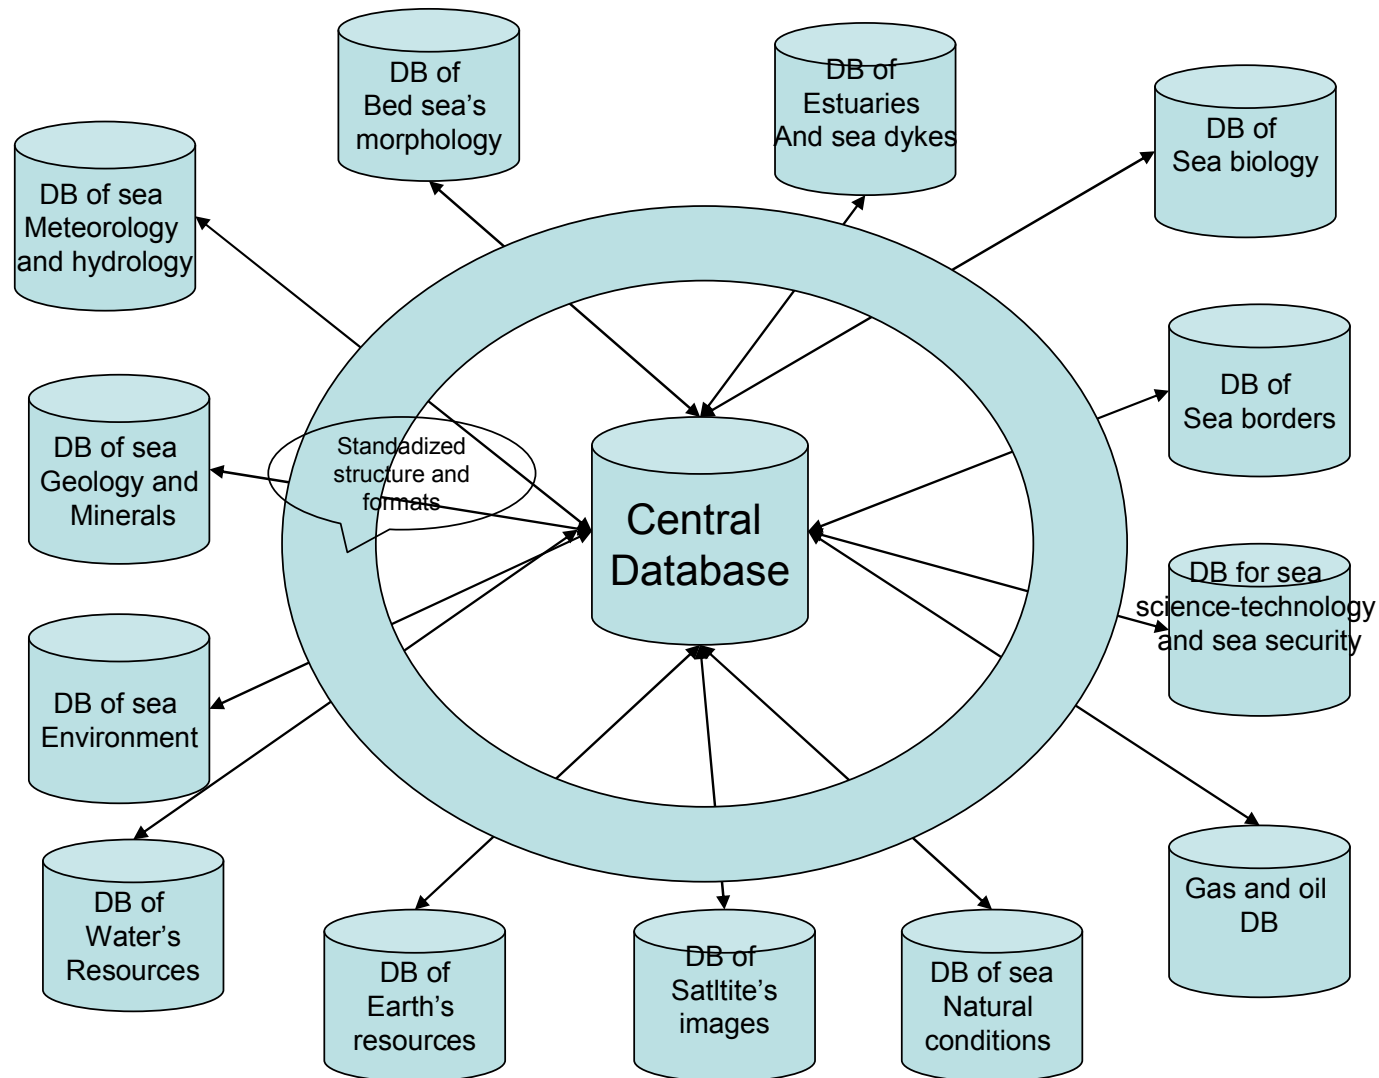 DB of
Bed sea's
morphology
DB of
Estuaries
And sea dykes
DB of
Sea biology
DB of sea
Meteorology
and hydrology
DB of
Sea borders
DB of sea
Geology and
Minerals
Standadized
structure and
formats
Central
Database
DB for sea
science-technology
and sea security
DB of sea
Environment
Gas and oil
DB
DB of
Water's
Resources
DB of
Earth's
resources
DB of
Satltite's
images
DB of sea
Natural
conditions